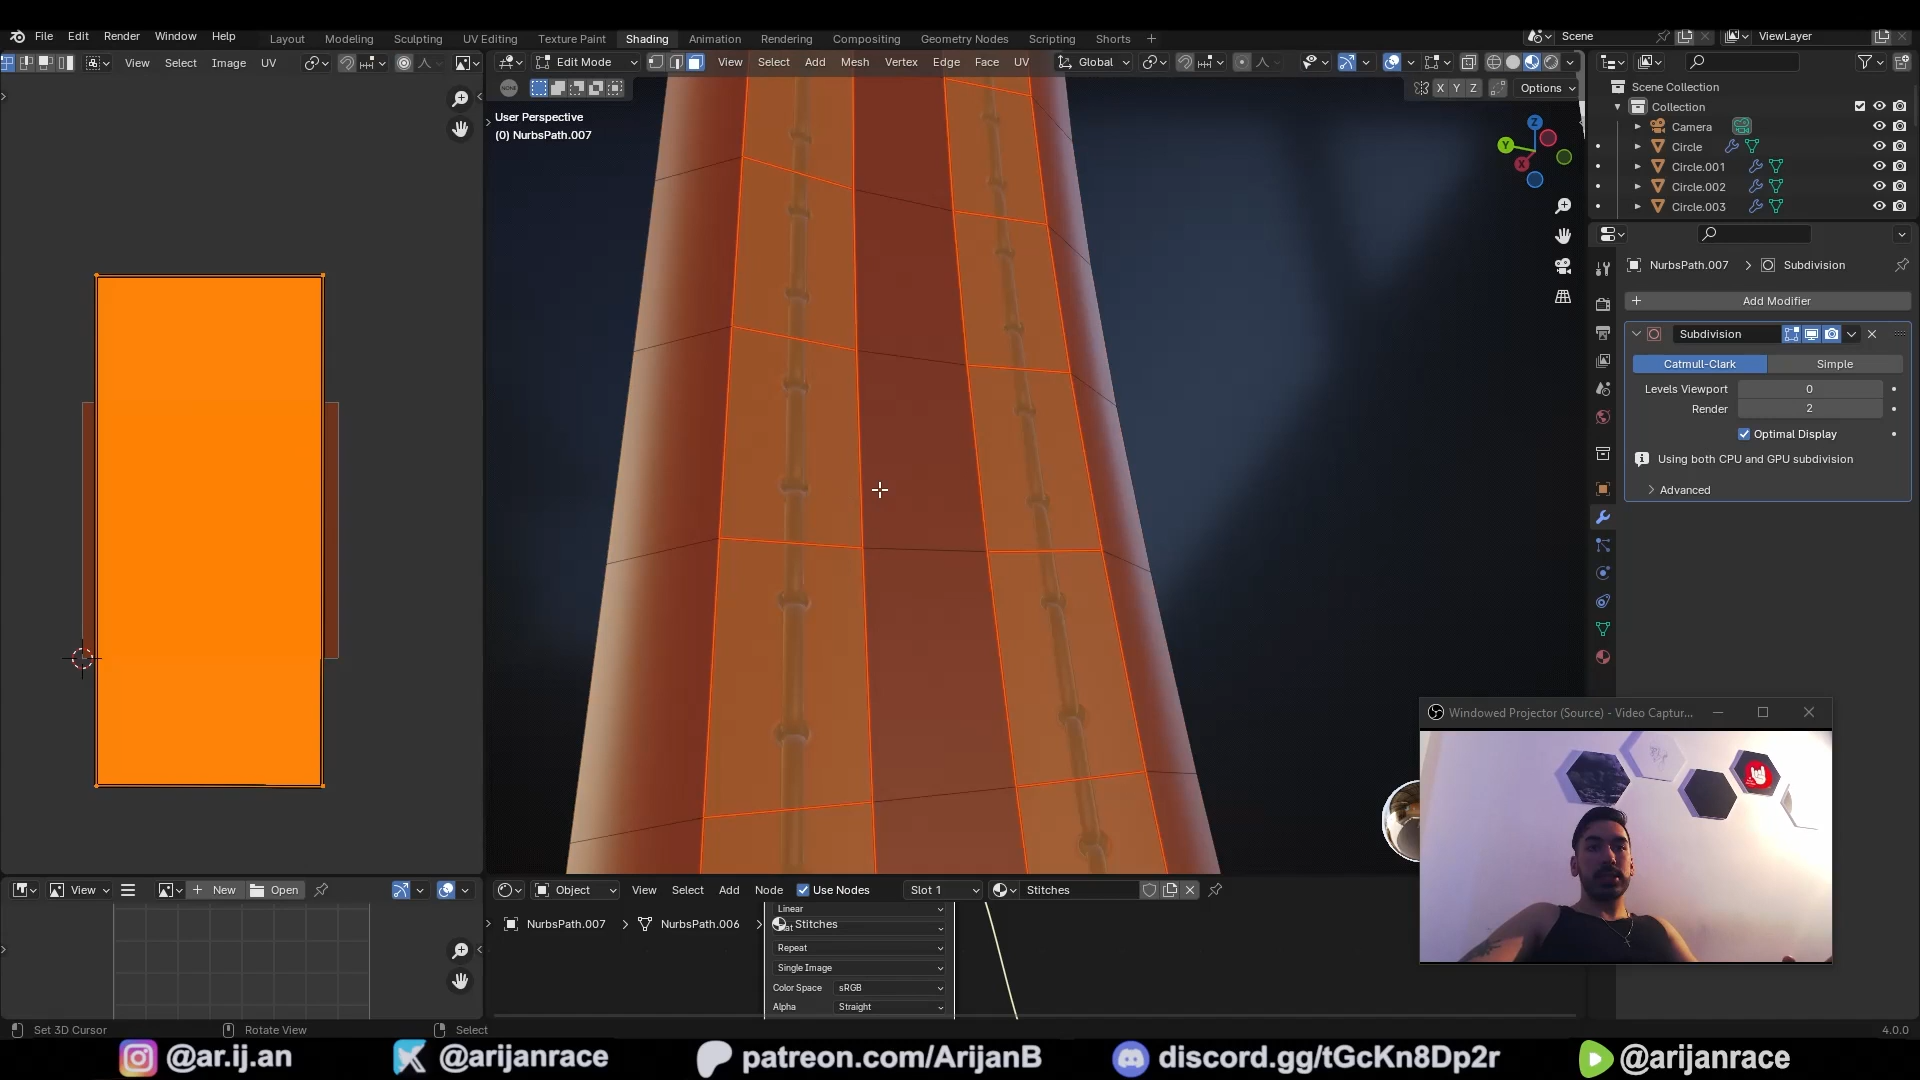 File Edit Render Window Help
Layout Modeling Sculpting UV Editing Texture Paint Shading Animation Rendering Compositing Geometry Nodes Scripting Shorts
Scene
ViewLayer
View Select Image UV
Edit Mode
View Select Add Mesh Vertex Edge Face UV
Global
X Y Z
Options
User Perspective
(0) NurbsPath.007
Z
Y
X
Scene Collection
Collection
Camera
Circle
Circle.001
Circle.002
Circle.003
NurbsPath.007 > Subdivision
Add Modifier
Subdivision
Catmull-Clark Simple
Levels Viewport 0
Render 2
Optimal Display
Using both CPU and GPU subdivision
Advanced
Windowed Projector (Source) - Video Captur...
View
New
Open
Object
View Select Add Node
Use Nodes
Slot 1
Stitches
NurbsPath.007 > NurbsPath.006 > Stitches
Linear
Repeat
Single Image
Color Space sRGB
Alpha Straight
Set 3D Cursor
Rotate View
Select
4.0.0
@ar.ij.an
@arijanrace
patreon.com/ArijanB
discord.gg/tGcKn8Dp2r
@arijanrace